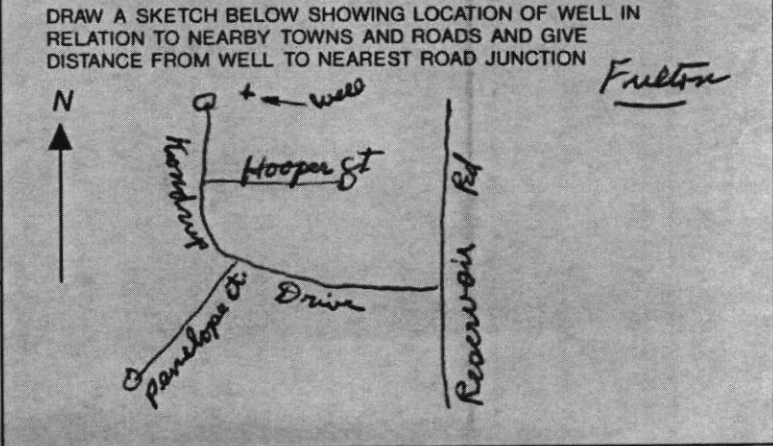 DRAW A SKETCH BELOW SHOWING LOCATION OF WELL IN
RELATION TO NEARBY TOWNS AND ROADS AND GIVE
DISTANCE FROM WELL TO NEAREST ROAD JUNCTION
Fulton
N
+ ← well
Hooper St
Reservoir Rd
Drive
Penelope Ct.